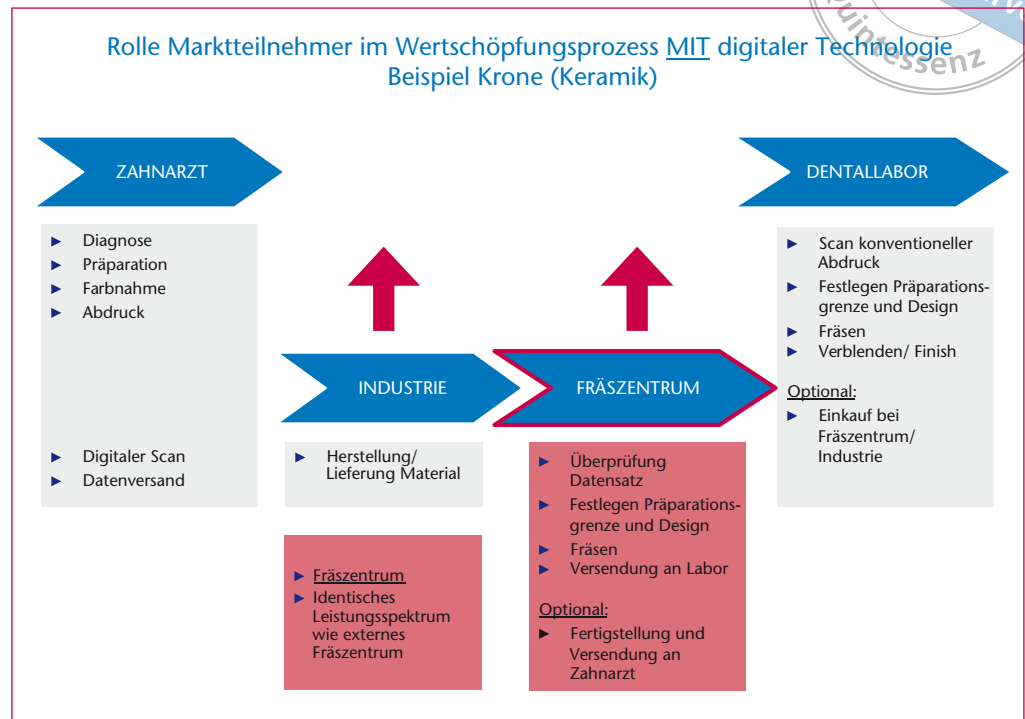 Rolle Marktteilnehmer im Wertschöpfungsprozess MIT digitaler Technologie
Beispiel Krone (Keramik)
Quintessenz
ZAHNARZT
► Diagnose
► Präparation
► Farbnahme
► Abdruck
► Digitaler Scan
► Datenversand
INDUSTRIE
► Herstellung/
Lieferung Material
► Fräszentrum
► Identisches
Leistungsspektrum
wie externes
Fräszentrum
FRÄSZENTRUM
► Überprüfung
Datensatz
► Festlegen Präparations-
grenze und Design
► Fräsen
► Versendung an Labor
Optional:
► Fertigstellung und
Versendung an
Zahnarzt
DENTALLABOR
► Scan konventioneller
Abdruck
► Festlegen Präparations-
grenze und Design
► Fräsen
► Verblenden/ Finish
Optional:
► Einkauf bei
Fräszentrum/
Industrie